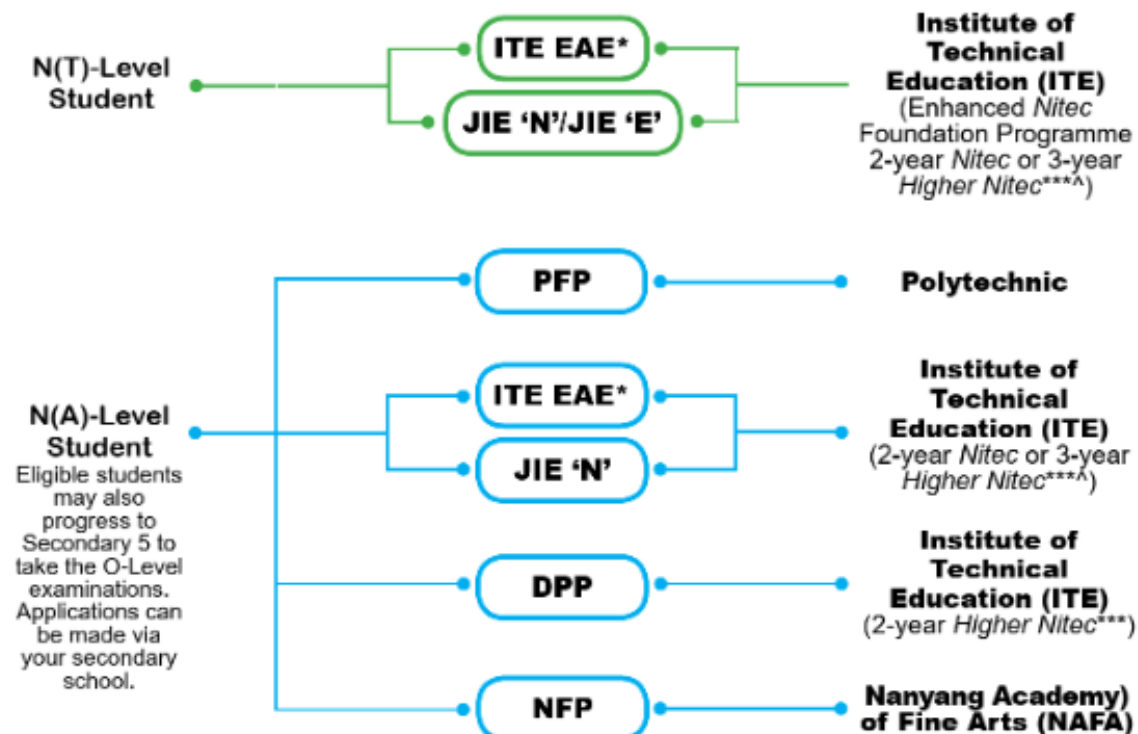 N(T)-Level
Student
ITE EAE*
JIE ‘N’/JIE ‘E’
Institute of
Technical
Education (ITE)
(Enhanced Nitec
Foundation Programme
2-year Nitec or 3-year
Higher Nitec***^)
N(A)-Level
Student
Eligible students
may also
progress to
Secondary 5 to
take the O-Level
examinations.
Applications can
be made via
your secondary
school.
PFP
Polytechnic
ITE EAE*
JIE ‘N’
Institute of
Technical
Education (ITE)
(2-year Nitec or 3-year
Higher Nitec***^)
DPP
Institute of
Technical
Education (ITE)
(2-year Higher Nitec***)
NFP
Nanyang Academy)
of Fine Arts (NAFA)